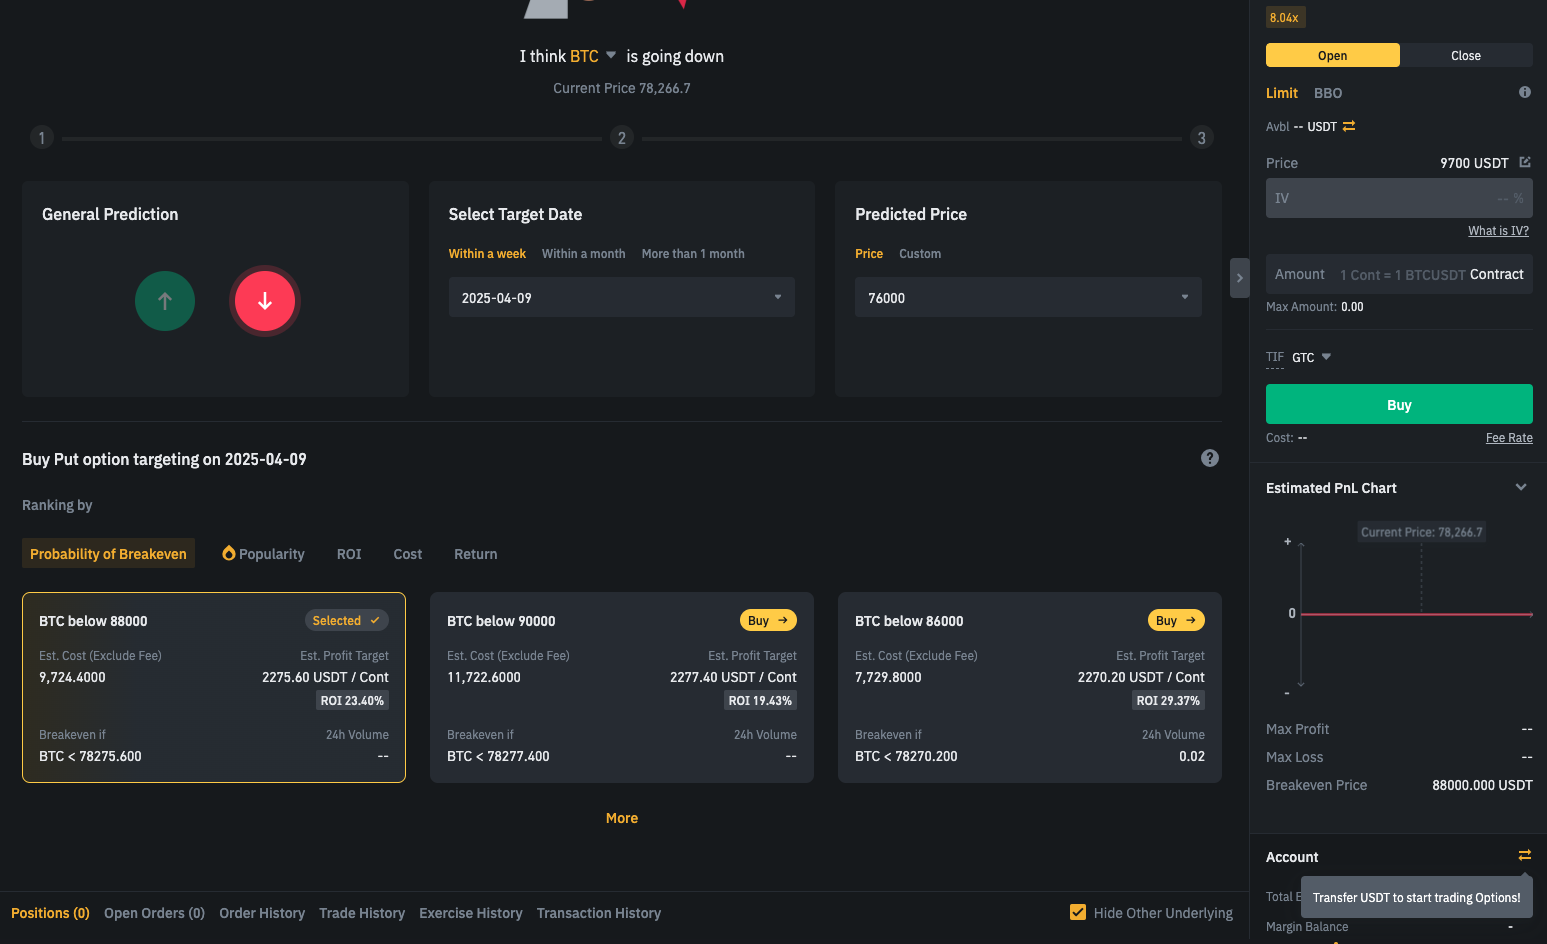 I think BTC is going down
Current Price 78,266.7
1 2 3
General Prediction
Select Target Date
Within a week Within a month More than 1 month
2025-04-09
Predicted Price
Price Custom
76000
Buy Put option targeting on 2025-04-09
?
Ranking by
Probability of Breakeven Popularity ROI Cost Return
BTC below 88000 Selected
Est. Cost (Exclude Fee) Est. Profit Target
9,724.4000 2275.60 USDT / Cont
ROI 23.40%
Breakeven if 24h Volume
BTC < 78275.600 --
BTC below 90000 Buy →
Est. Cost (Exclude Fee) Est. Profit Target
11,722.6000 2277.40 USDT / Cont
ROI 19.43%
Breakeven if 24h Volume
BTC < 78277.400 --
BTC below 86000 Buy →
Est. Cost (Exclude Fee) Est. Profit Target
7,729.8000 2270.20 USDT / Cont
ROI 29.37%
Breakeven if 24h Volume
BTC < 78270.200 0.02
More
Positions (0) Open Orders (0) Order History Trade History Exercise History Transaction History
Hide Other Underlying
8.04x
Open Close
Limit BBO
Avbl -- USDT
Price 9700 USDT
IV -- %
What is IV?
Amount 1 Cont = 1 BTCUSDT Contract
Max Amount: 0.00
TIF GTC
Buy
Cost: -- Fee Rate
Estimated PnL Chart
Current Price: 78,266.7
+
0
-
Max Profit --
Max Loss --
Breakeven Price 88000.000 USDT
Account
Total E
Transfer USDT to start trading Options!
Margin Balance -